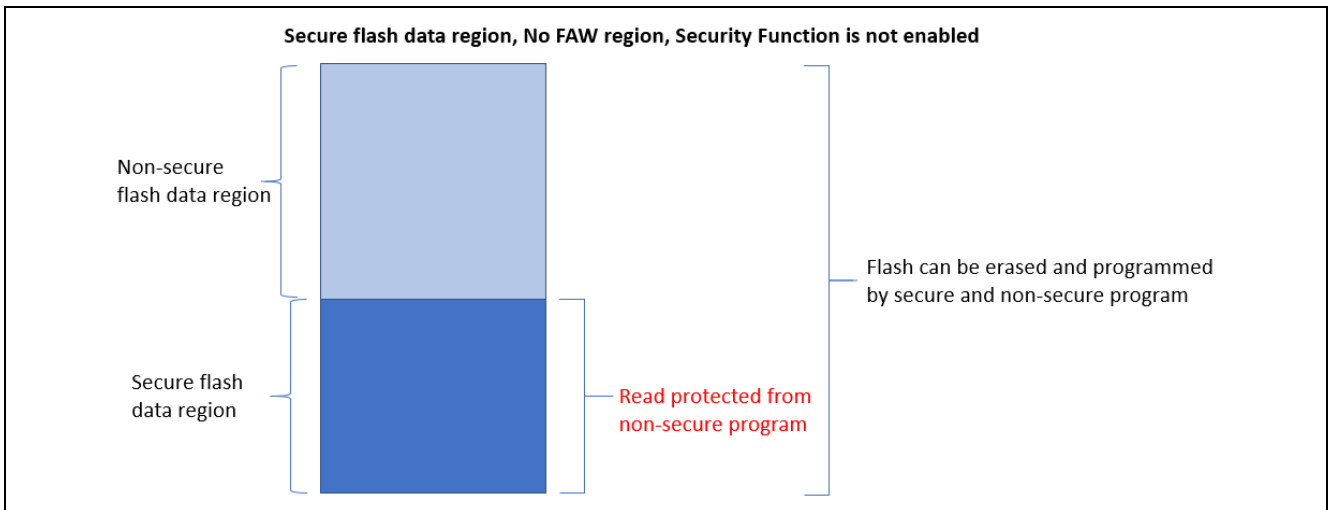 Secure flash data region, No FAW region, Security Function is not enabled
Non-secure
flash data region
Flash can be erased and programmed
by secure and non-secure program
Secure flash
data region
Read protected from
non-secure program